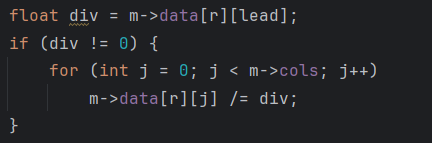 float div = m->data[r][lead];
if (div != 0) {
    for (int j = 0; j < m->cols; j++)
        m->data[r][j] /= div;
}